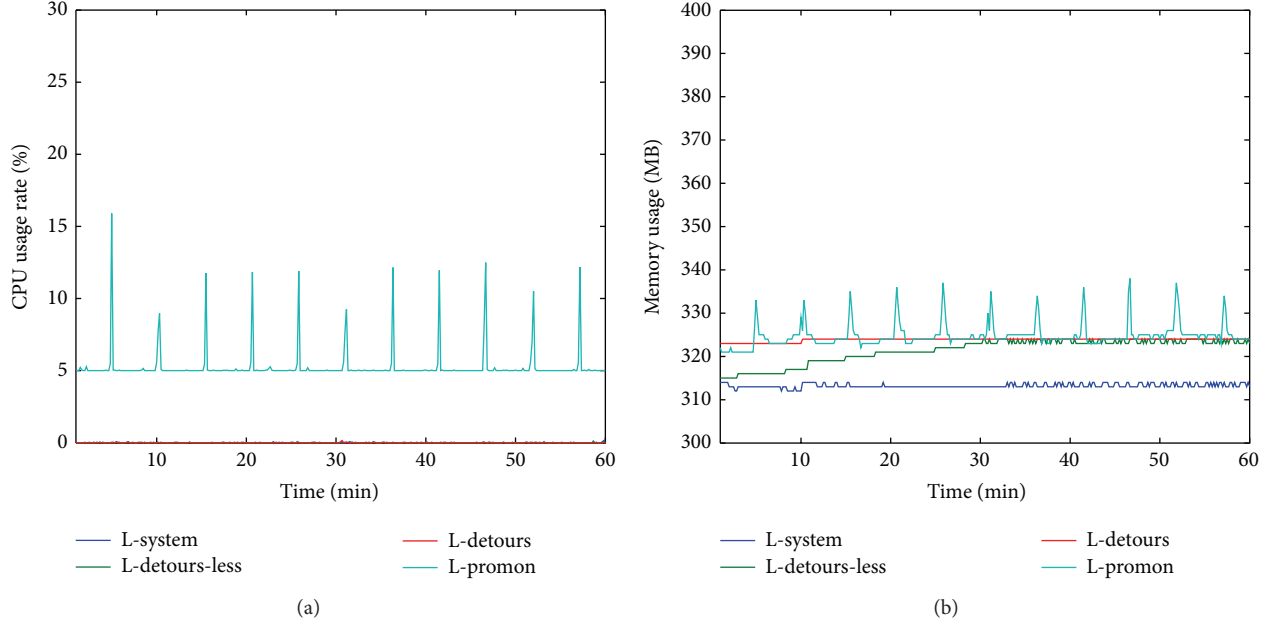 30
25
20
15
10
5
0
CPU usage rate (%)
10 20 30 40 50 60
Time (min)
L-system
L-detours
L-detours-less
L-promon
(a)
400
390
380
370
360
350
340
330
320
310
300
Memory usage (MB)
10 20 30 40 50 60
Time (min)
L-system
L-detours
L-detours-less
L-promon
(b)